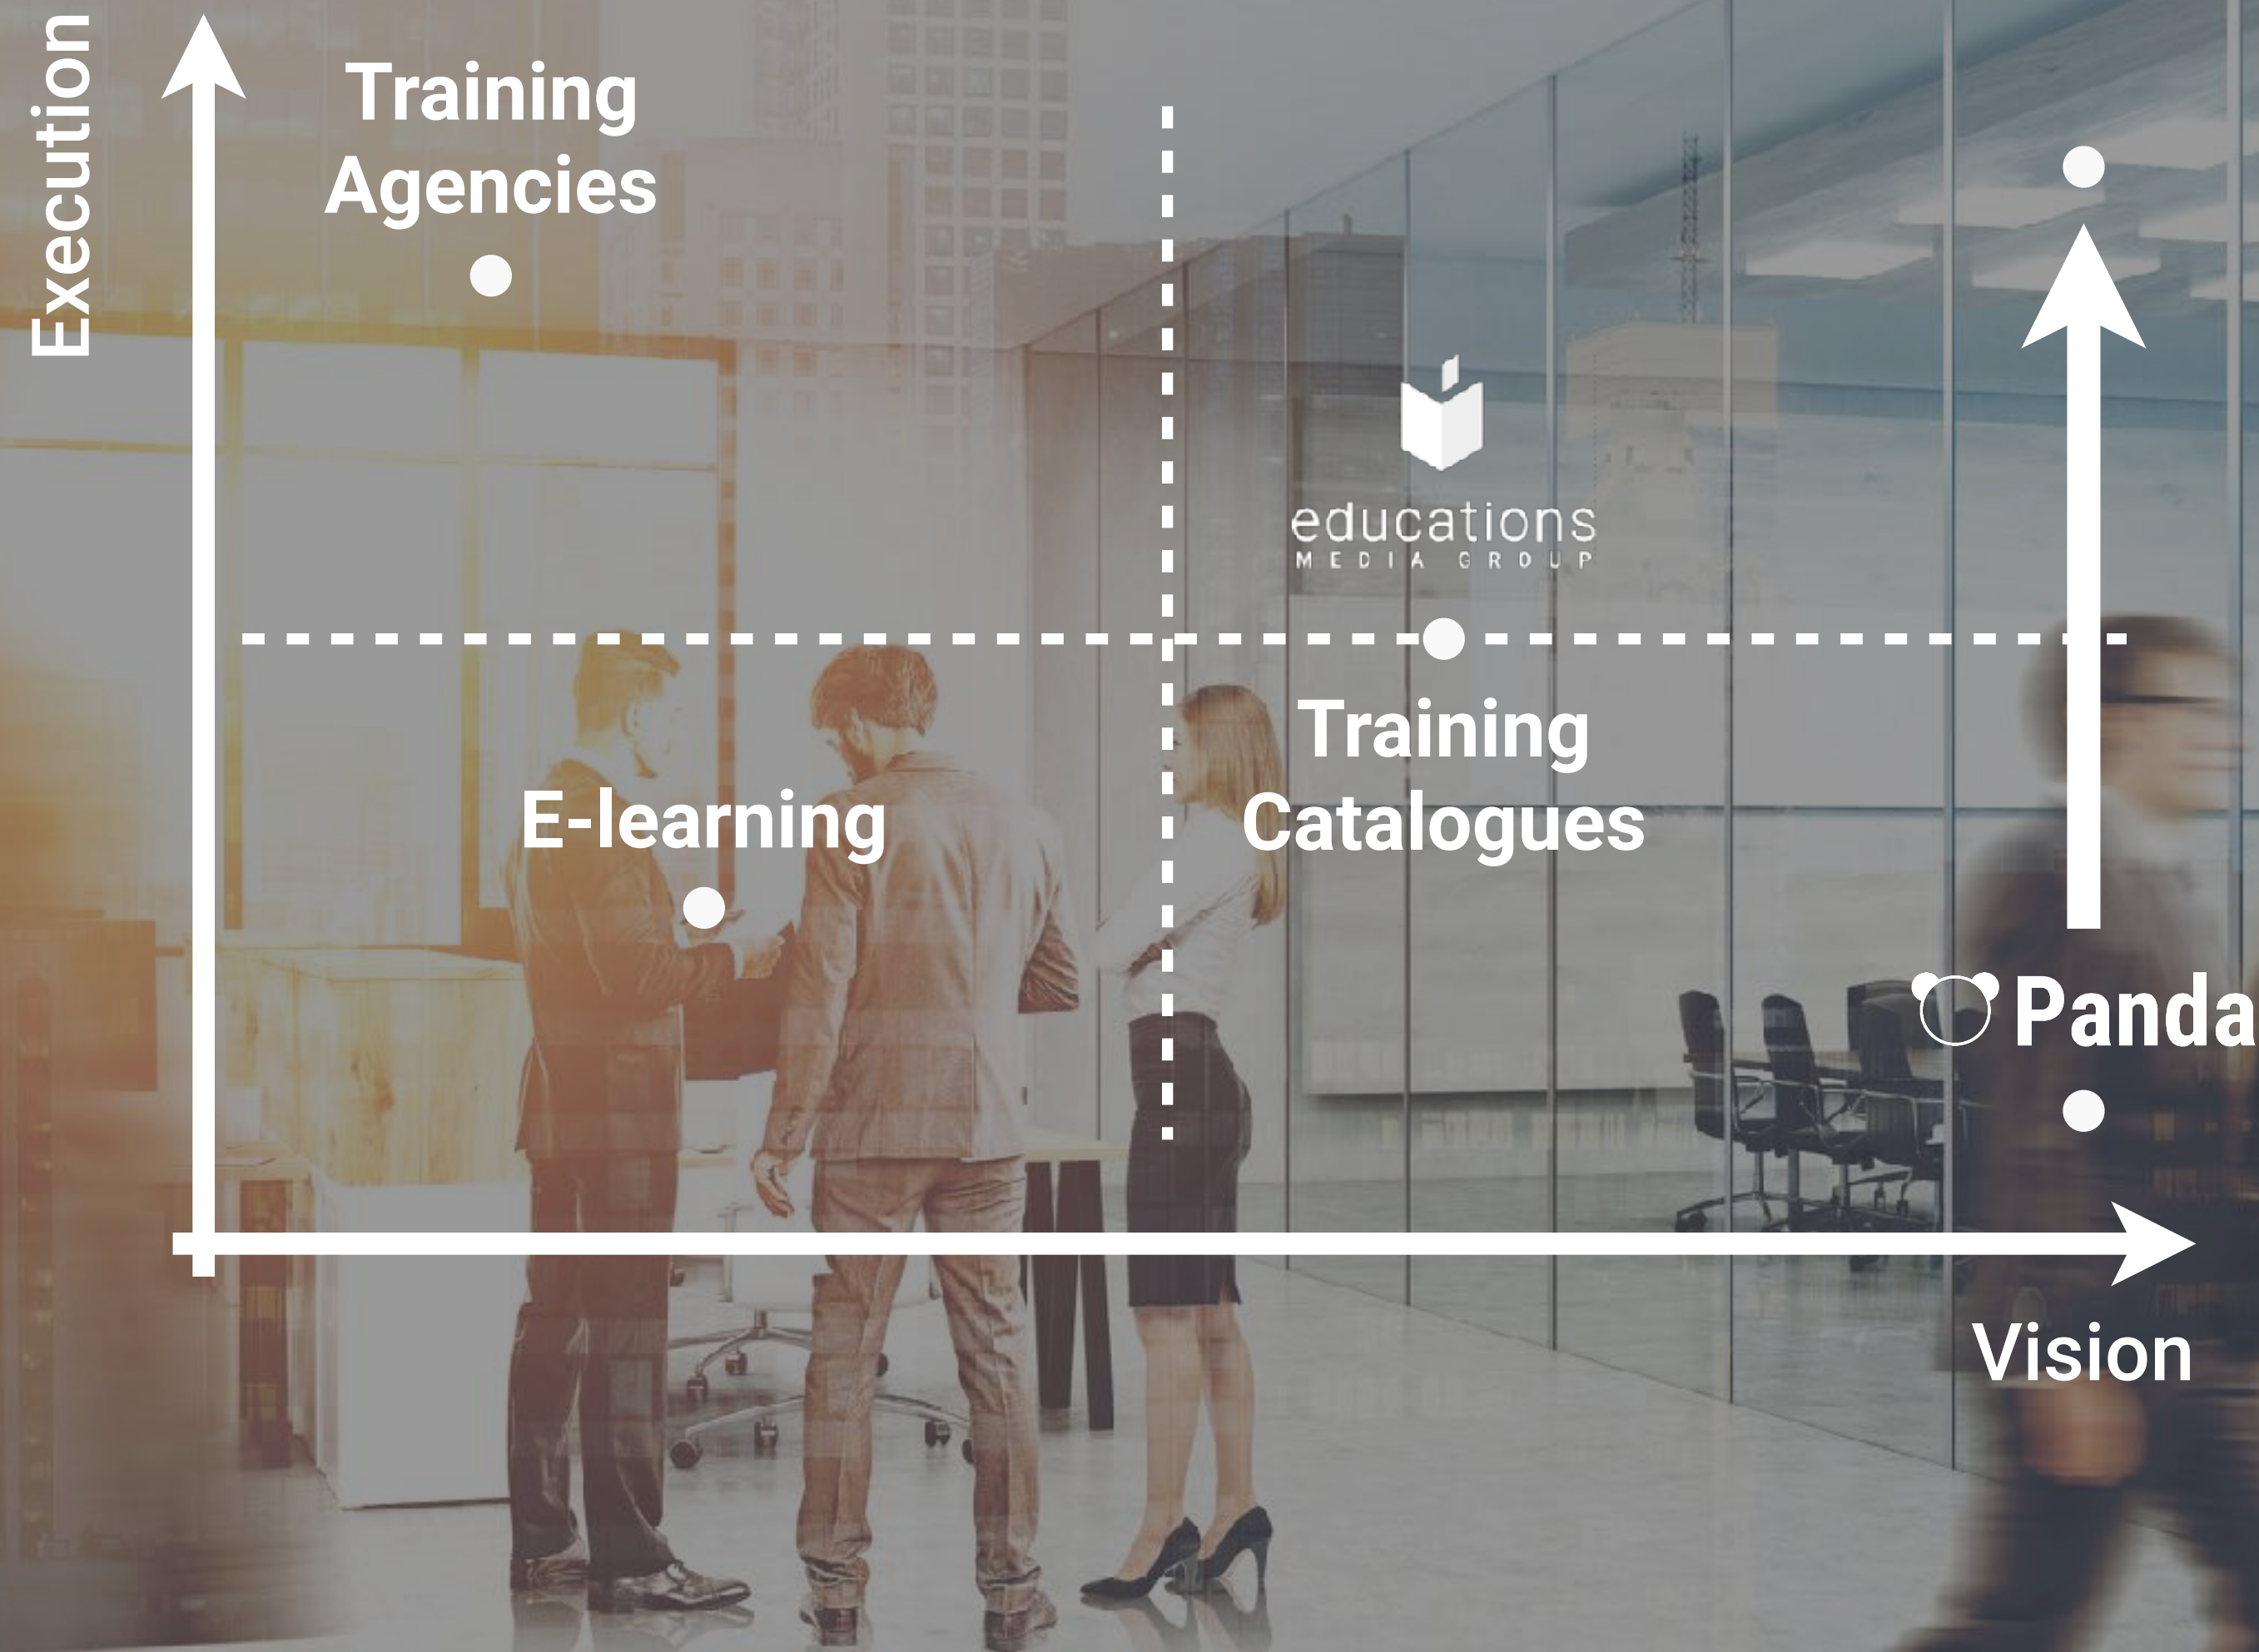 Execution
Training
Agencies
educations
MEDIA GROUP
Training
Catalogues
E-learning
Panda
Vision